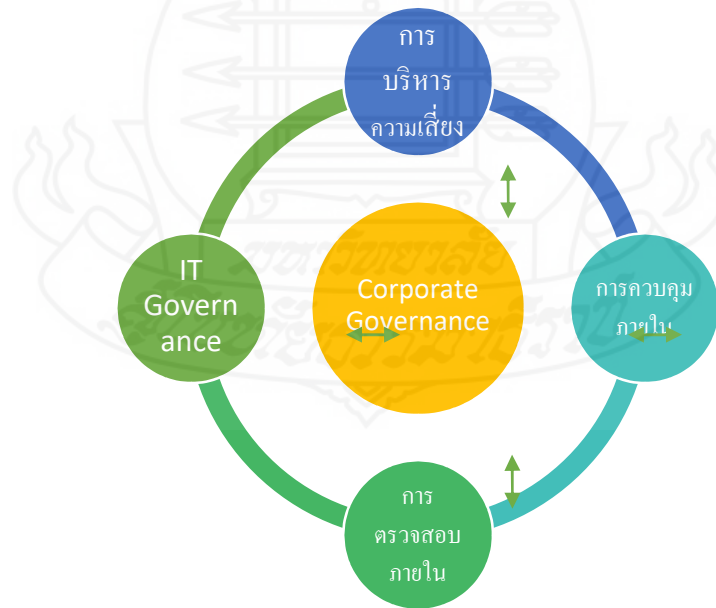 การ
บริหาร
ความเสี่ยง
IT
Govern
ance
Corporate
Governance
การควบคุม
ภายใน
การ
ตรวจสอบ
ภายใน